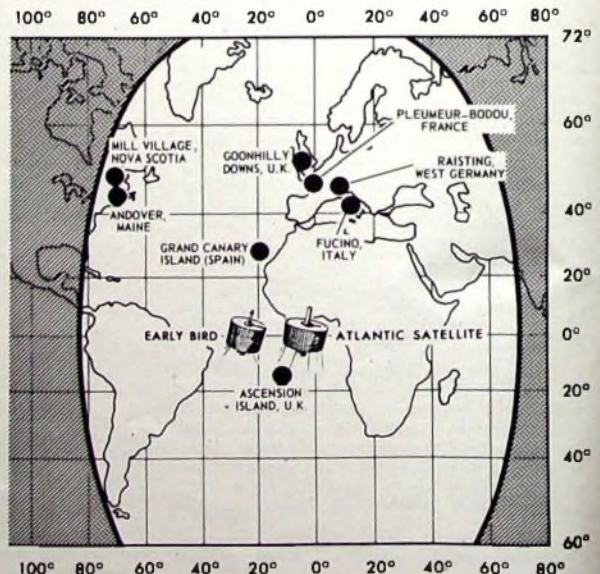 100° 80° 60° 40° 20° 0° 20° 40° 60° 80°
72°
PLEUMEUR-BODOU,
FRANCE
60°
MILL VILLAGE,
NOVA SCOTIA
GOONHILLY
DOWNS, U.K.
RAISTING,
WEST GERMANY
ANDOVER,
MAINE
40°
GRAND CANARY
ISLAND (SPAIN)
FUCINO,
ITALY
20°
EARLY BIRD
ATLANTIC SATELLITE
0°
ASCENSION
ISLAND, U.K.
20°
40°
60°
100° 80° 60° 40° 20° 0° 20° 40° 60° 80°